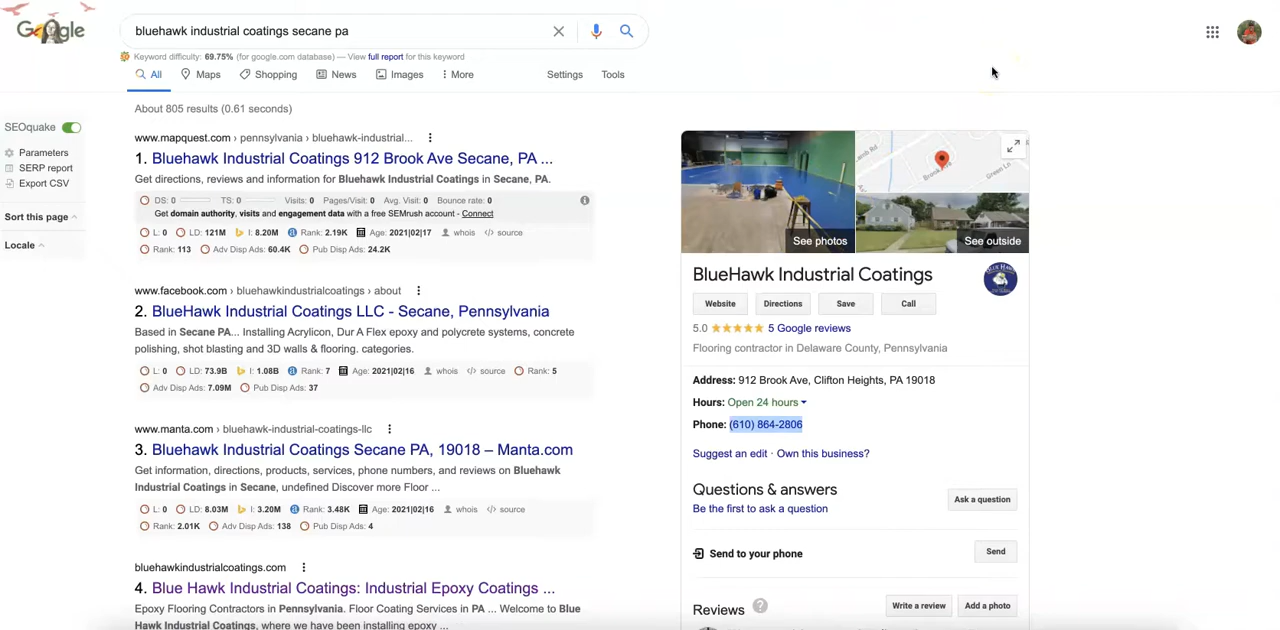 Google
bluehawk industrial coatings secane pa
Keyword difficulty: 69.75% (for google.com database) — View full report for this keyword
All Maps Shopping News Images More Settings Tools
About 805 results (0.61 seconds)
SEOquake
Parameters
SERP report
Export CSV
Sort this page
Locale
www.mapquest.com › pennsylvania › bluehawk-industrial...
1. Bluehawk Industrial Coatings 912 Brook Ave Secane, PA ...
Get directions, reviews and information for Bluehawk Industrial Coatings in Secane, PA.
DS: 0 TS: 0 Visits: 0 Pages/Visit: 0 Avg. Visit: 0 Bounce rate: 0
Get domain authority, visits and engagement data with a free SEMrush account - Connect
L: 0 LD: 121M I: 8.20M Rank: 2.19K Age: 2021|02|17 whois source
Rank: 113 Adv Disp Ads: 60.4K Pub Disp Ads: 24.2K
www.facebook.com › bluehawkindustrialcoatings › about
2. BlueHawk Industrial Coatings LLC - Secane, Pennsylvania
Based in Secane PA... Installing Acrylicon, Dur A Flex epoxy and polycrete systems, concrete
polishing, shot blasting and 3D walls & flooring. categories.
L: 0 LD: 73.9B I: 1.08B Rank: 7 Age: 2021|02|16 whois source Rank: 5
Adv Disp Ads: 7.09M Pub Disp Ads: 37
www.manta.com › bluehawk-industrial-coatings-llc
3. Bluehawk Industrial Coatings Secane PA, 19018 – Manta.com
Get information, directions, products, services, phone numbers, and reviews on Bluehawk
Industrial Coatings in Secane, undefined Discover more Floor ...
L: 0 LD: 8.03M I: 3.20M Rank: 3.48K Age: 2021|02|16 whois source
Rank: 2.01K Adv Disp Ads: 138 Pub Disp Ads: 4
bluehawkindustrialcoatings.com
4. Blue Hawk Industrial Coatings: Industrial Epoxy Coatings ...
Epoxy Flooring Contractors in Pennsylvania. Floor Coating Services in PA ... Welcome to Blue
Hawk Industrial Coatings, where we have been installing epoxy ...
See photos
Brook
Green Ln
See outside
BlueHawk Industrial Coatings
Website Directions Save Call
5.0 5 Google reviews
Flooring contractor in Delaware County, Pennsylvania
Address: 912 Brook Ave, Clifton Heights, PA 19018
Hours: Open 24 hours
Phone: (610) 864-2806
Suggest an edit · Own this business?
Questions & answers
Be the first to ask a question
Ask a question
Send to your phone
Send
Reviews
Write a review Add a photo